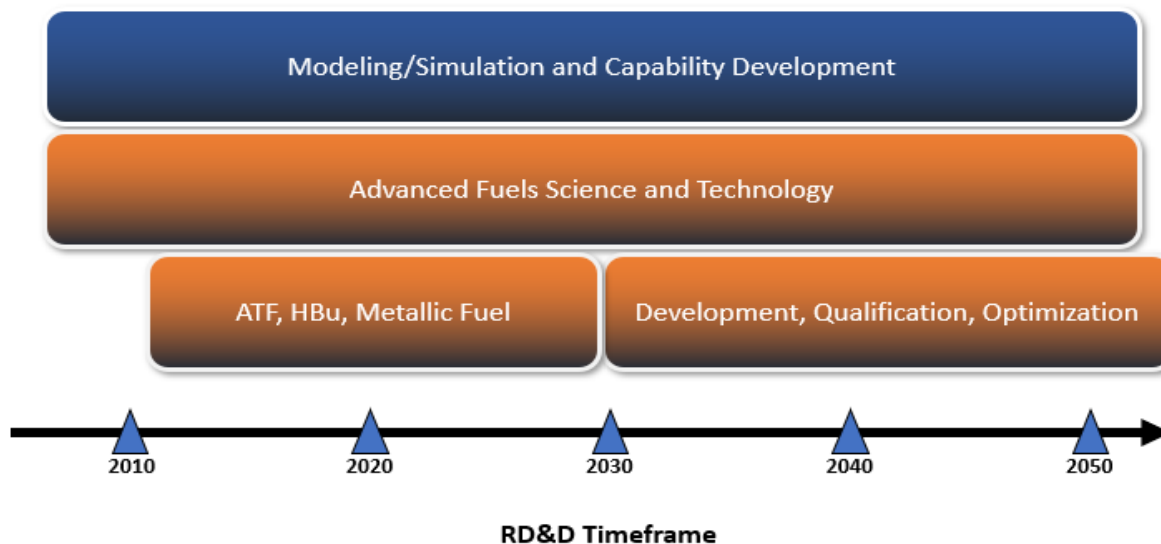 Modeling/Simulation and Capability Development
Advanced Fuels Science and Technology
ATF, HBu, Metallic Fuel
Development, Qualification, Optimization
2010
2020
2030
2040
2050
RD&D Timeframe